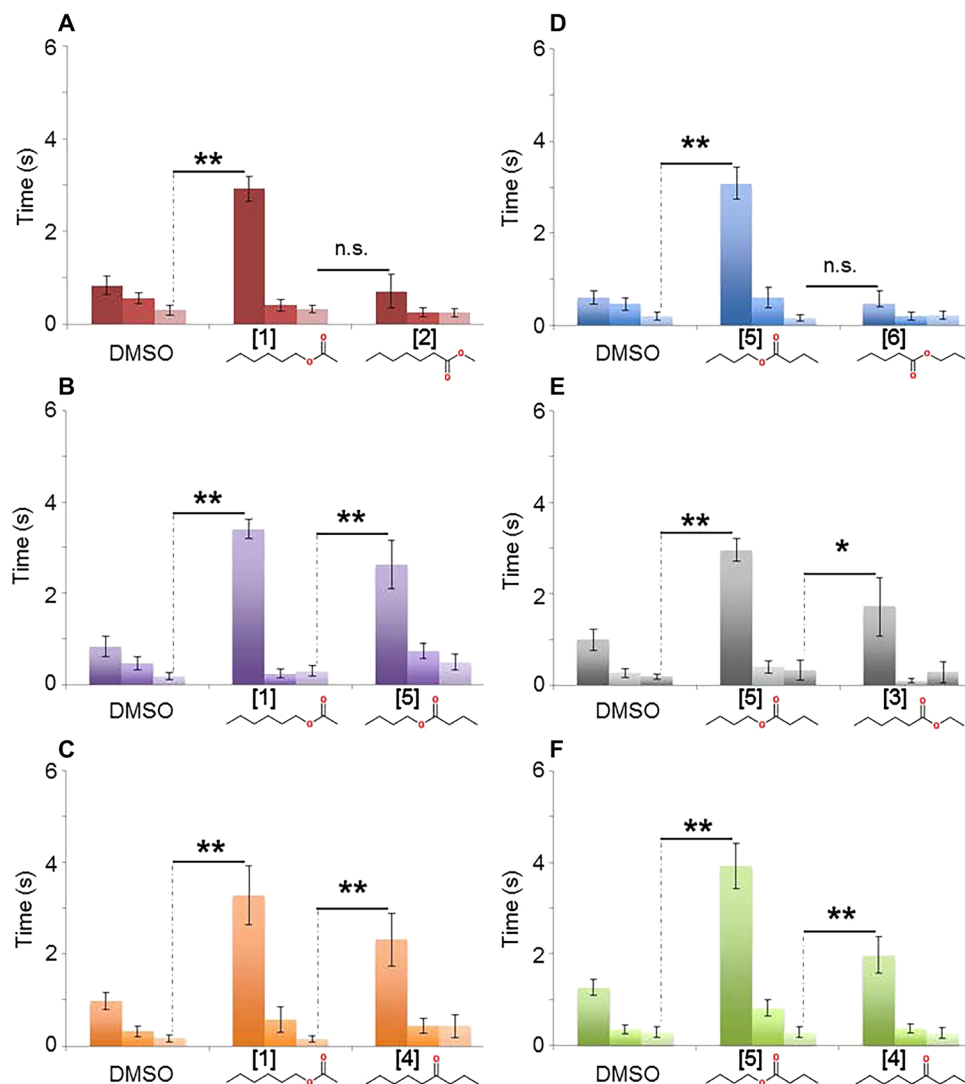 A
6
4
2
0
Time (s)
**
n.s.
DMSO
[1]
[2]
O
O
O
O
B
6
4
2
0
Time (s)
**
**
DMSO
[1]
[5]
O
O
O
O
C
6
4
2
0
Time (s)
**
**
DMSO
[1]
[4]
O
O
O
D
6
4
2
0
Time (s)
**
n.s.
DMSO
[5]
[6]
O
O
O
O
E
6
4
2
0
Time (s)
**
*
DMSO
[5]
[3]
O
O
O
O
F
6
4
2
0
Time (s)
**
**
DMSO
[5]
[4]
O
O
O